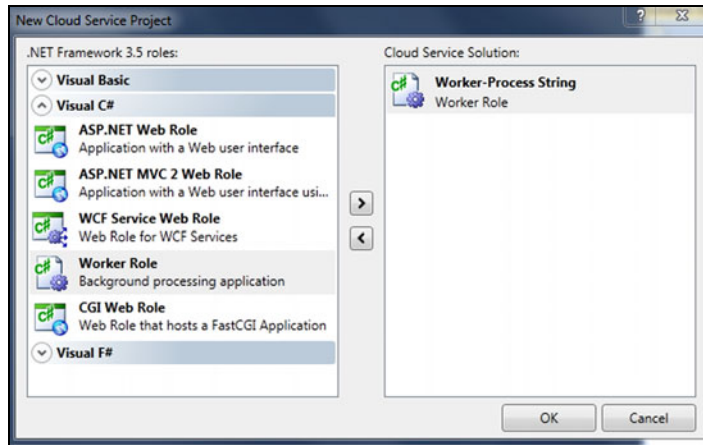 New Cloud Service Project
?
.NET Framework 3.5 roles:
Visual Basic
Visual C#
C# ASP.NET Web Role
Application with a Web user interface
C# ASP.NET MVC 2 Web Role
Application with a Web user interface usi...
C# WCF Service Web Role
Web Role for WCF Services
C# Worker Role
Background processing application
C# CGI Web Role
Web Role that hosts a FastCGI Application
Visual F#
>
<
Cloud Service Solution:
C# Worker-Process String
Worker Role
OK
Cancel